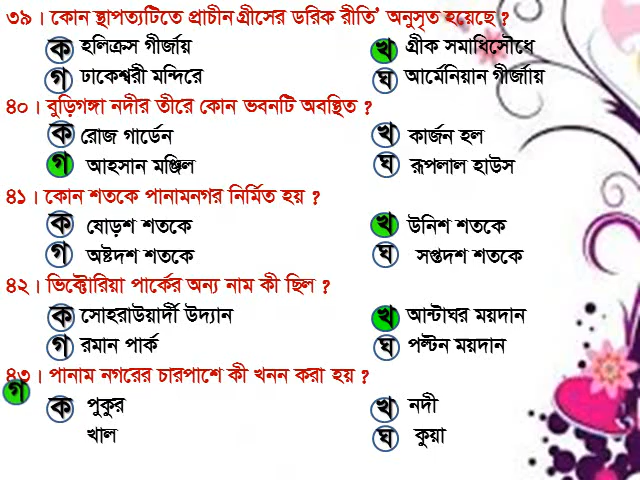 ৩৯। কোন স্থাপত্যটিতে প্রাচীন গ্রীসের ডরিক রীতি' অনুসৃত হয়েছে ?
ক হলিক্রস গীর্জায় খ গ্রীক সমাধিসৌধে
গ ঢাকেশ্বরী মন্দিরে ঘ আর্মেনিয়ান গীর্জাায়
৪০। বুড়িগঙ্গা নদীর তীরে কোন ভবনটি অবস্থিত ?
ক রোজ গার্ডেন খ কার্জন হল
গ আহসান মঞ্জিল ঘ রূপলাল হাউস
৪১। কোন শতকে পানামনগর নির্মিত হয় ?
ক ষোড়শ শতকে খ উনিশ শতকে
গ অষ্টদশ শতকে ঘ সপ্তদশ শতকে
৪২। ভিক্টোরিয়া পার্কের অন্য নাম কী ছিল ?
ক সোহরাউয়ার্দী উদ্যান খ আন্টাঘর ময়দান
গ রমান পার্ক ঘ পল্টন ময়দান
৪৩। পানাম নগরের চারপাশে কী খনন করা হয় ?
ক পুকুর খ নদী
গ খাল ঘ কুয়া